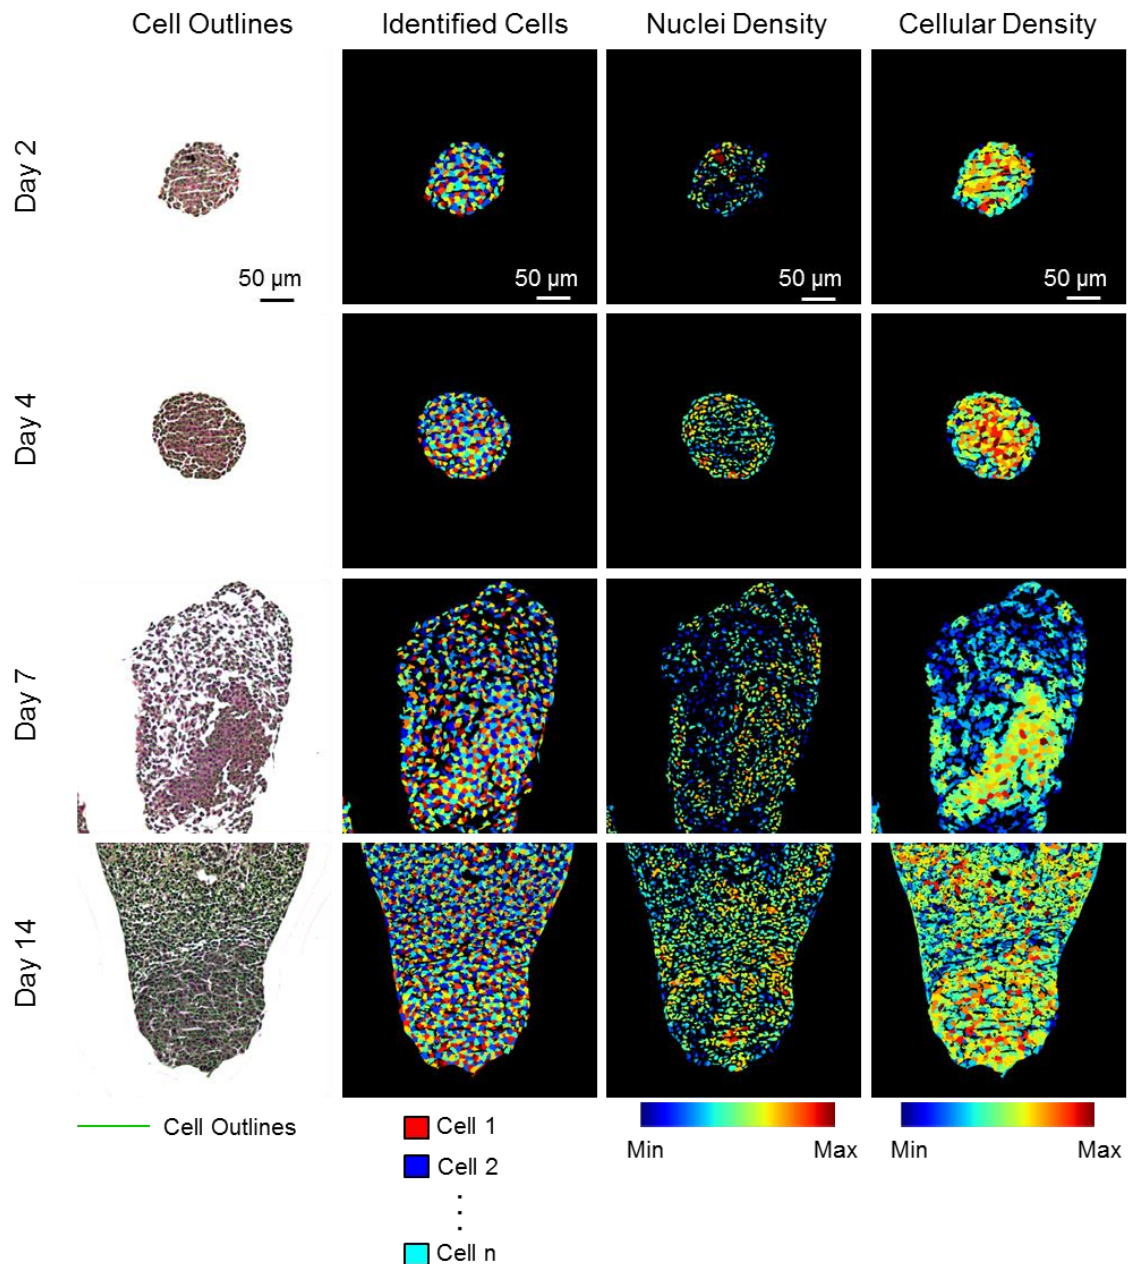 Cell Outlines Identified Cells Nuclei Density Cellular Density
Day 2
50 µm 50 µm 50 µm 50 µm
Day 4
Day 7
Day 14
Cell Outlines
Cell 1
Cell 2
Cell n
Min Max Min Max